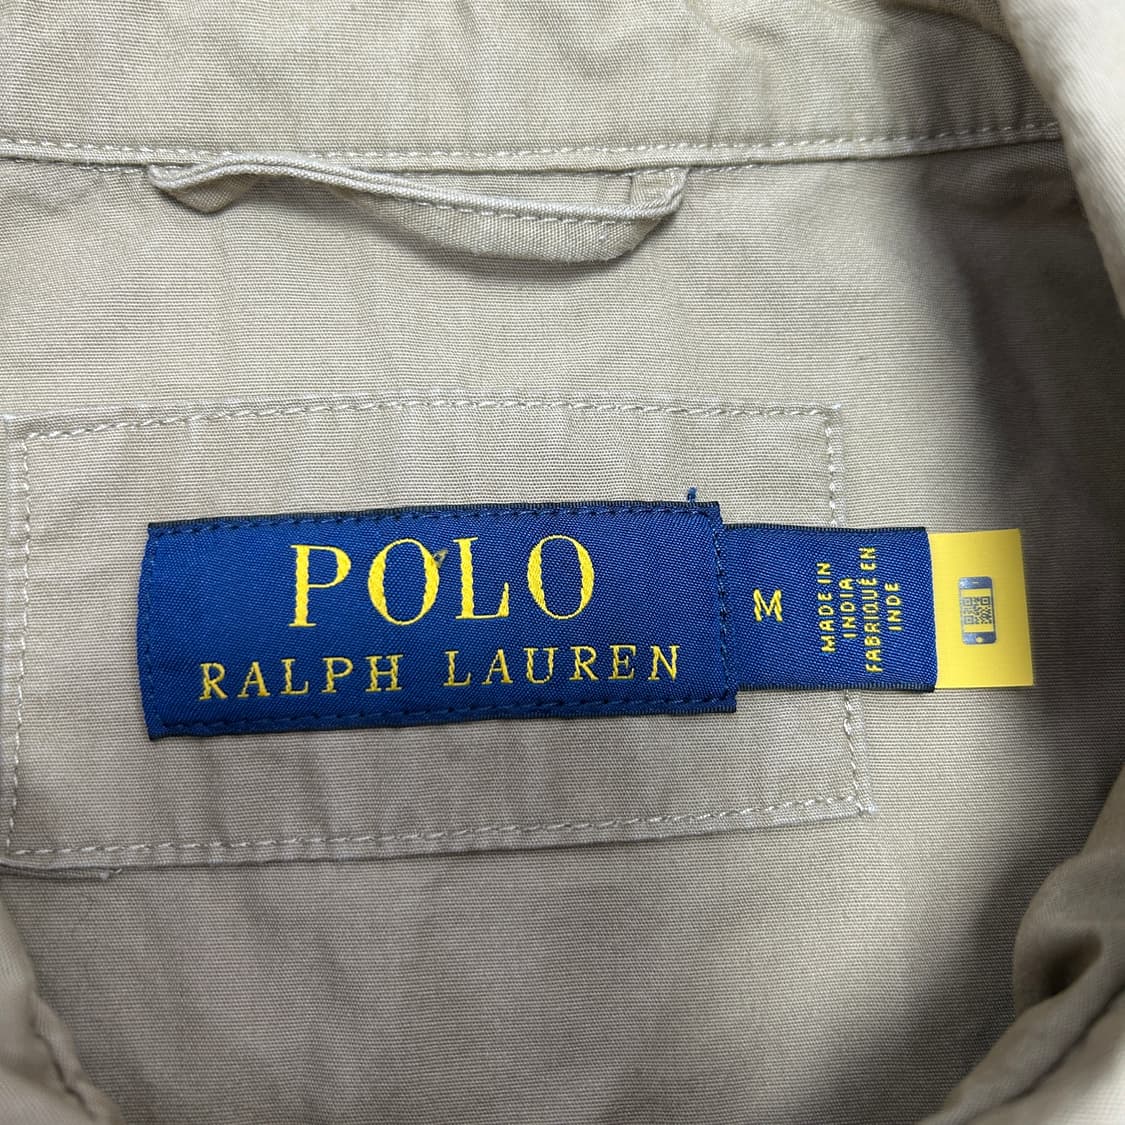 POLO
RALPH LAUREN
M
MADE IN
INDIA
FABRIQUÉ EN
INDE